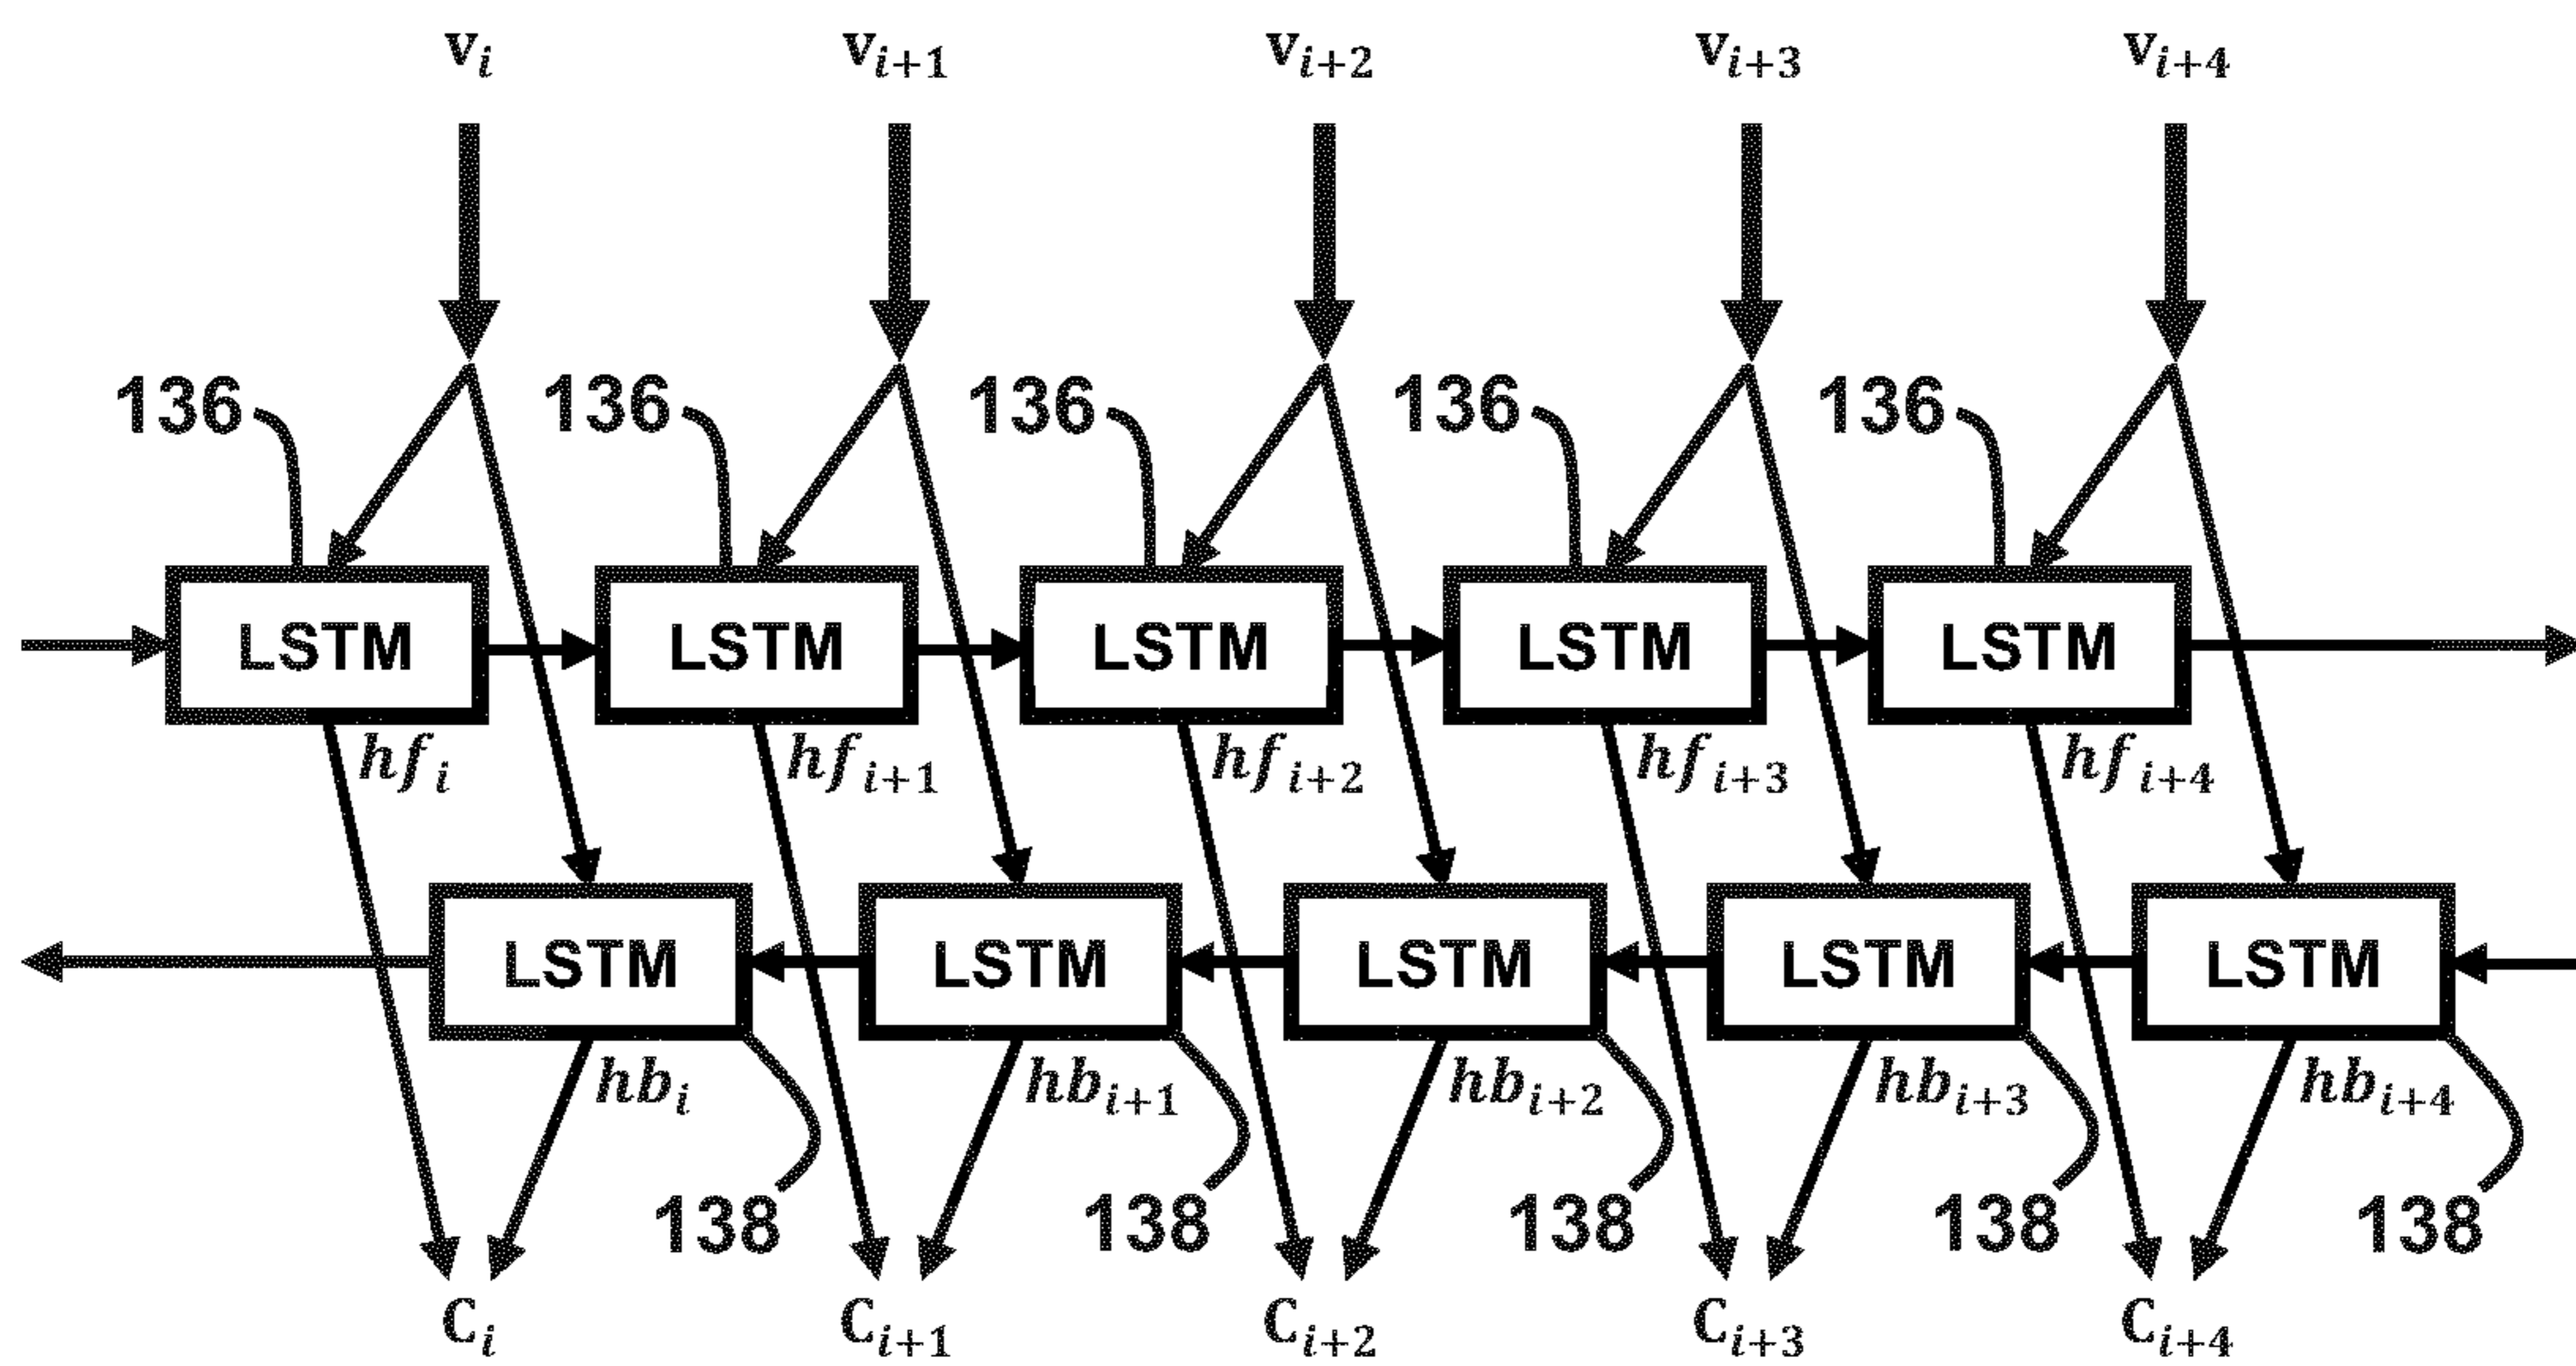 v_i v_{i+1} v_{i+2} v_{i+3} v_{i+4}
136 136 136 136 136
LSTM LSTM LSTM LSTM LSTM
hf_i hf_{i+1} hf_{i+2} hf_{i+3} hf_{i+4}
LSTM LSTM LSTM LSTM LSTM
hb_i hb_{i+1} hb_{i+2} hb_{i+3} hb_{i+4}
138 138 138 138 138
C_i C_{i+1} C_{i+2} C_{i+3} C_{i+4}